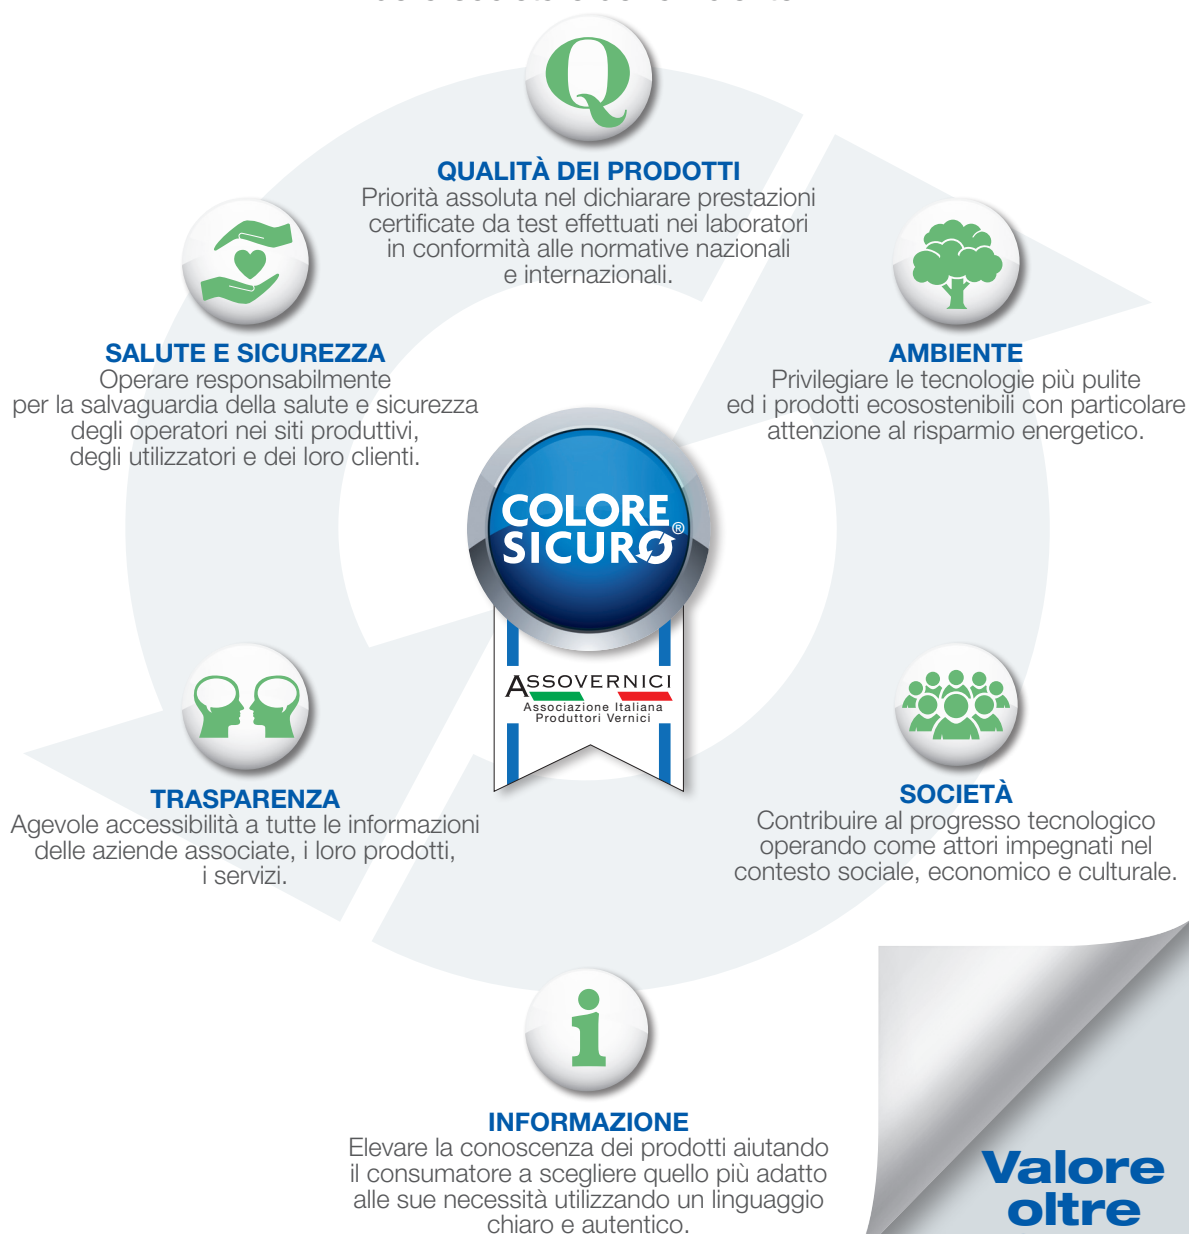 Q
QUALITÀ DEI PRODOTTI
Priorità assoluta nel dichiarare prestazioni
certificate da test effettuati nei laboratori
in conformità alle normative nazionali
e internazionali.
SALUTE E SICUREZZA
Operare responsabilmente
per la salvaguardia della salute e sicurezza
degli operatori nei siti produttivi,
degli utilizzatori e dei loro clienti.
AMBIENTE
Privilegiare le tecnologie più pulite
ed i prodotti ecosostenibili con particolare
attenzione al risparmio energetico.
COLORE
SICURO®
ASSOVERNICI
Associazione Italiana
Produttori Vernici
TRASPARENZA
Agevole accessibilità a tutte le informazioni
delle aziende associate, i loro prodotti,
i servizi.
SOCIETÀ
Contribuire al progresso tecnologico
operando come attori impegnati nel
contesto sociale, economico e culturale.
i
INFORMAZIONE
Elevare la conoscenza dei prodotti aiutando
il consumatore a scegliere quello più adatto
alle sue necessità utilizzando un linguaggio
chiaro e autentico.
Valore
oltre